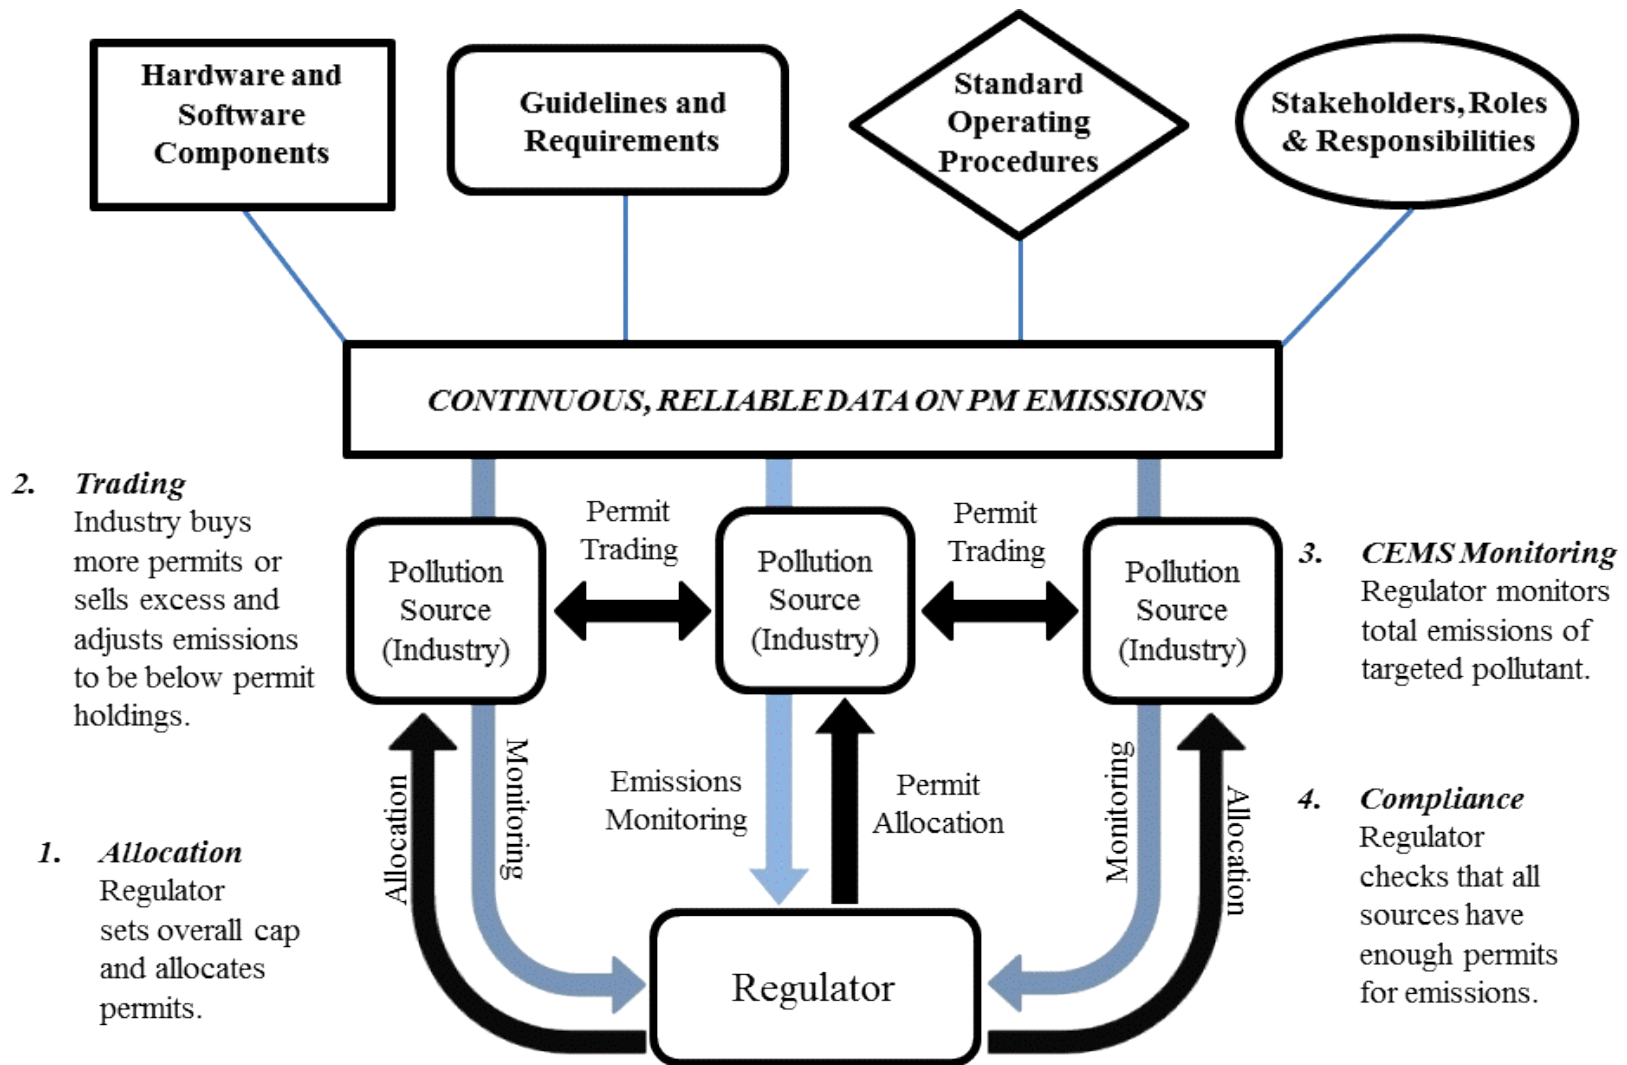 Hardware and
Software
Components
Guidelines and
Requirements
Standard
Operating
Procedures
Stakeholders, Roles
& Responsibilities
CONTINUOUS, RELIABLE DATA ON PM EMISSIONS
2. Trading
Industry buys
more permits or
sells excess and
adjusts emissions
to be below permit
holdings.
Pollution
Source
(Industry)
Permit
Trading
Pollution
Source
(Industry)
Permit
Trading
Pollution
Source
(Industry)
3. CEMS Monitoring
Regulator monitors
total emissions of
targeted pollutant.
1. Allocation
Regulator
sets overall cap
and allocates
permits.
Allocation
Monitoring
Emissions
Monitoring
Permit
Allocation
Monitoring
Allocation
4. Compliance
Regulator
checks that all
sources have
enough permits
for emissions.
Regulator